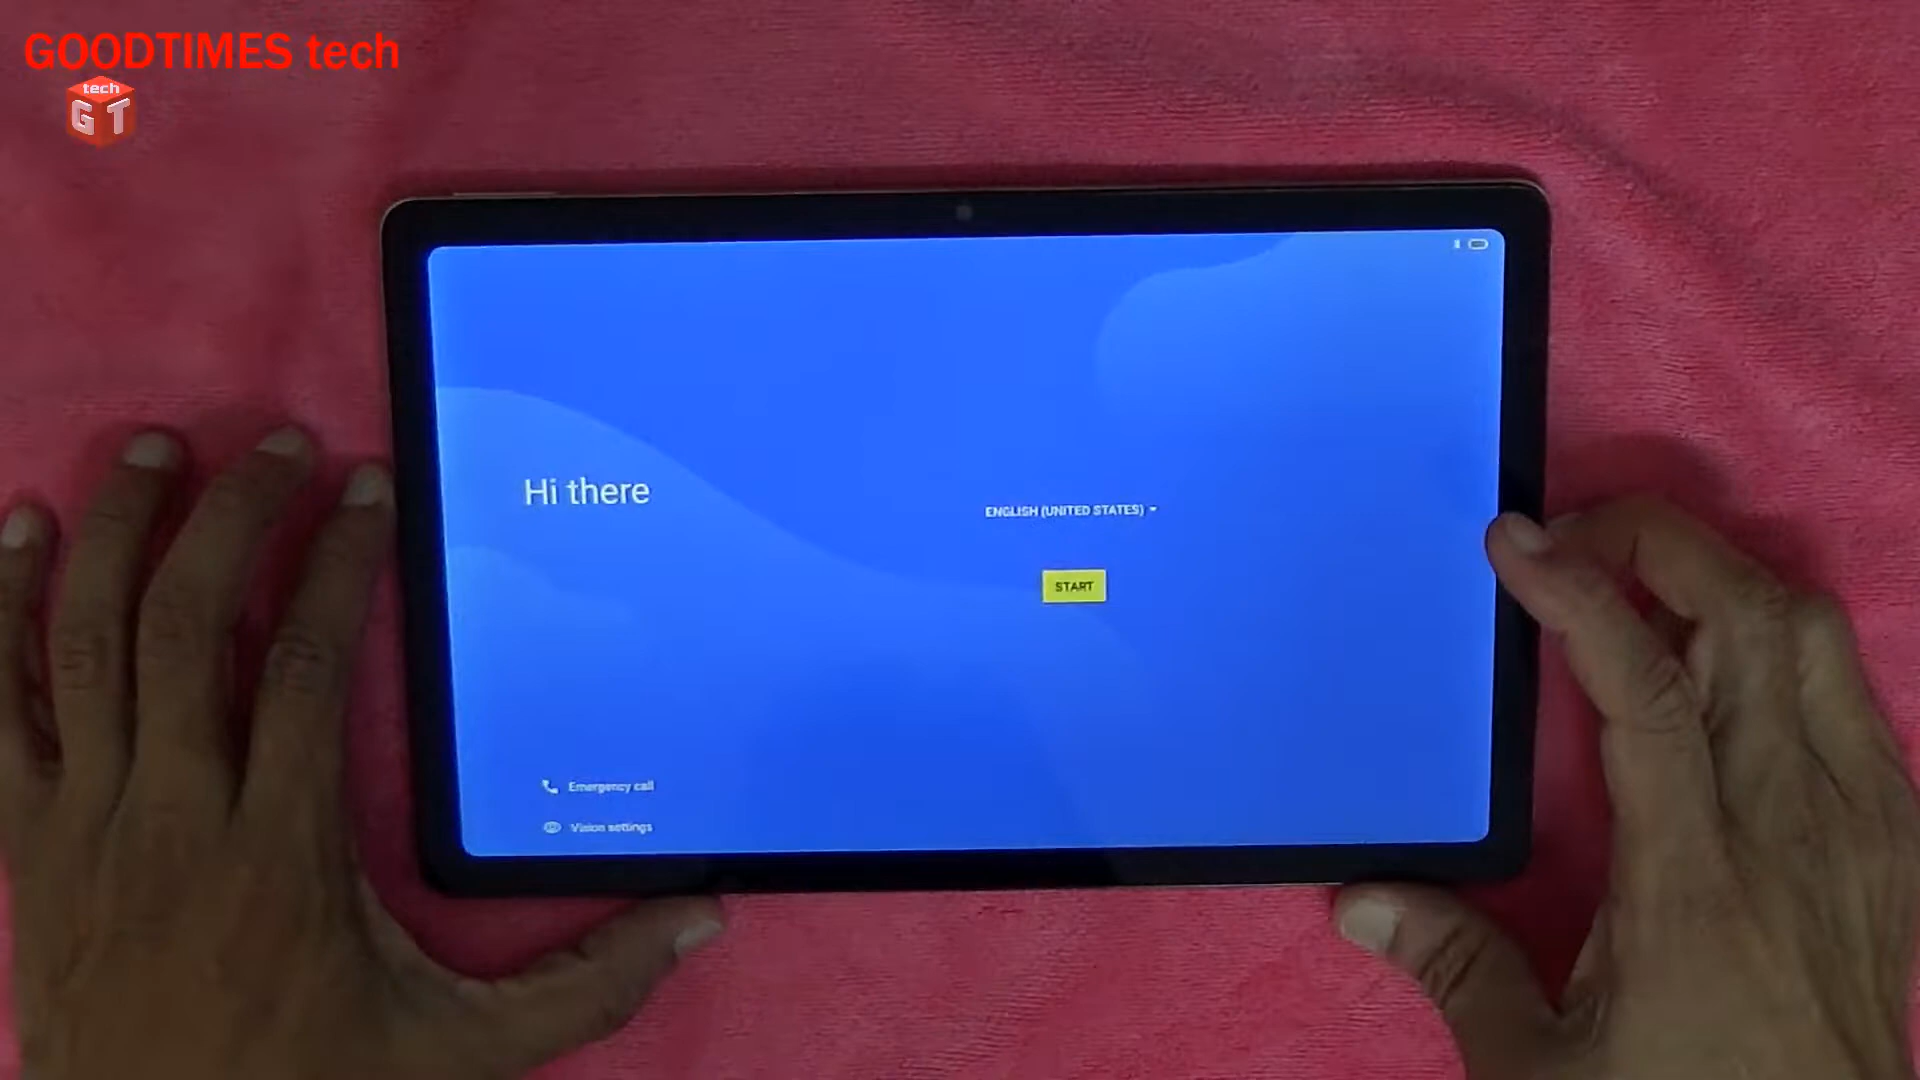 GOODTIMES tech
tech
GT
Hi there
ENGLISH (UNITED STATES)
START
Emergency call
Vision settings